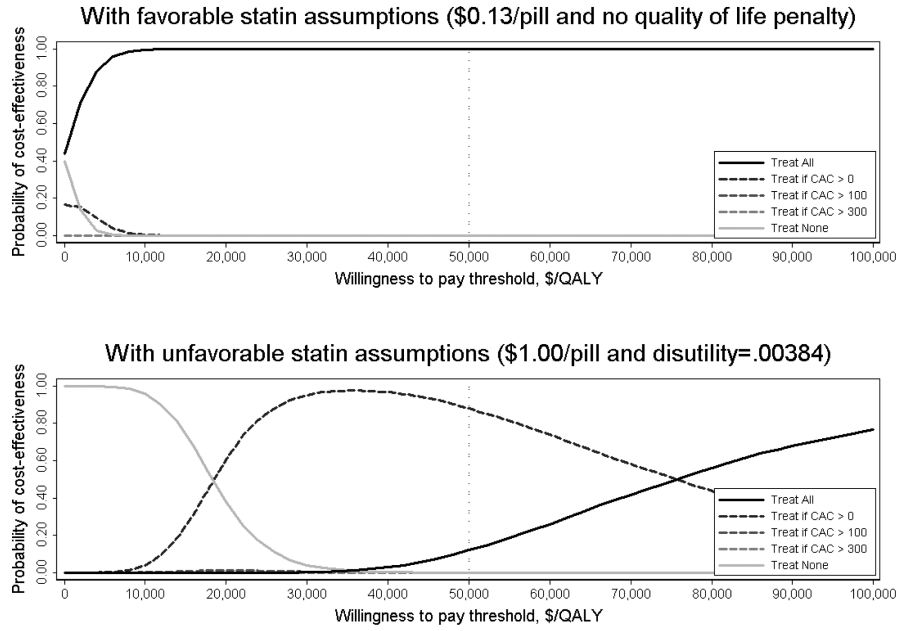 With favorable statin assumptions ($0.13/pill and no quality of life penalty)
Probability of cost-effectiveness
1.00
0.80
0.60
0.40
0.20
0.00
Treat All
Treat if CAC > 0
Treat if CAC > 100
Treat if CAC > 300
Treat None
0 10,000 20,000 30,000 40,000 50,000 60,000 70,000 80,000 90,000 100,000
Willingness to pay threshold, $/QALY
With unfavorable statin assumptions ($1.00/pill and disutility=.00384)
Probability of cost-effectiveness
1.00
0.80
0.60
0.40
0.20
0.00
Treat All
Treat if CAC > 0
Treat if CAC > 100
Treat if CAC > 300
Treat None
0 10,000 20,000 30,000 40,000 50,000 60,000 70,000 80,000 90,000 100,000
Willingness to pay threshold, $/QALY